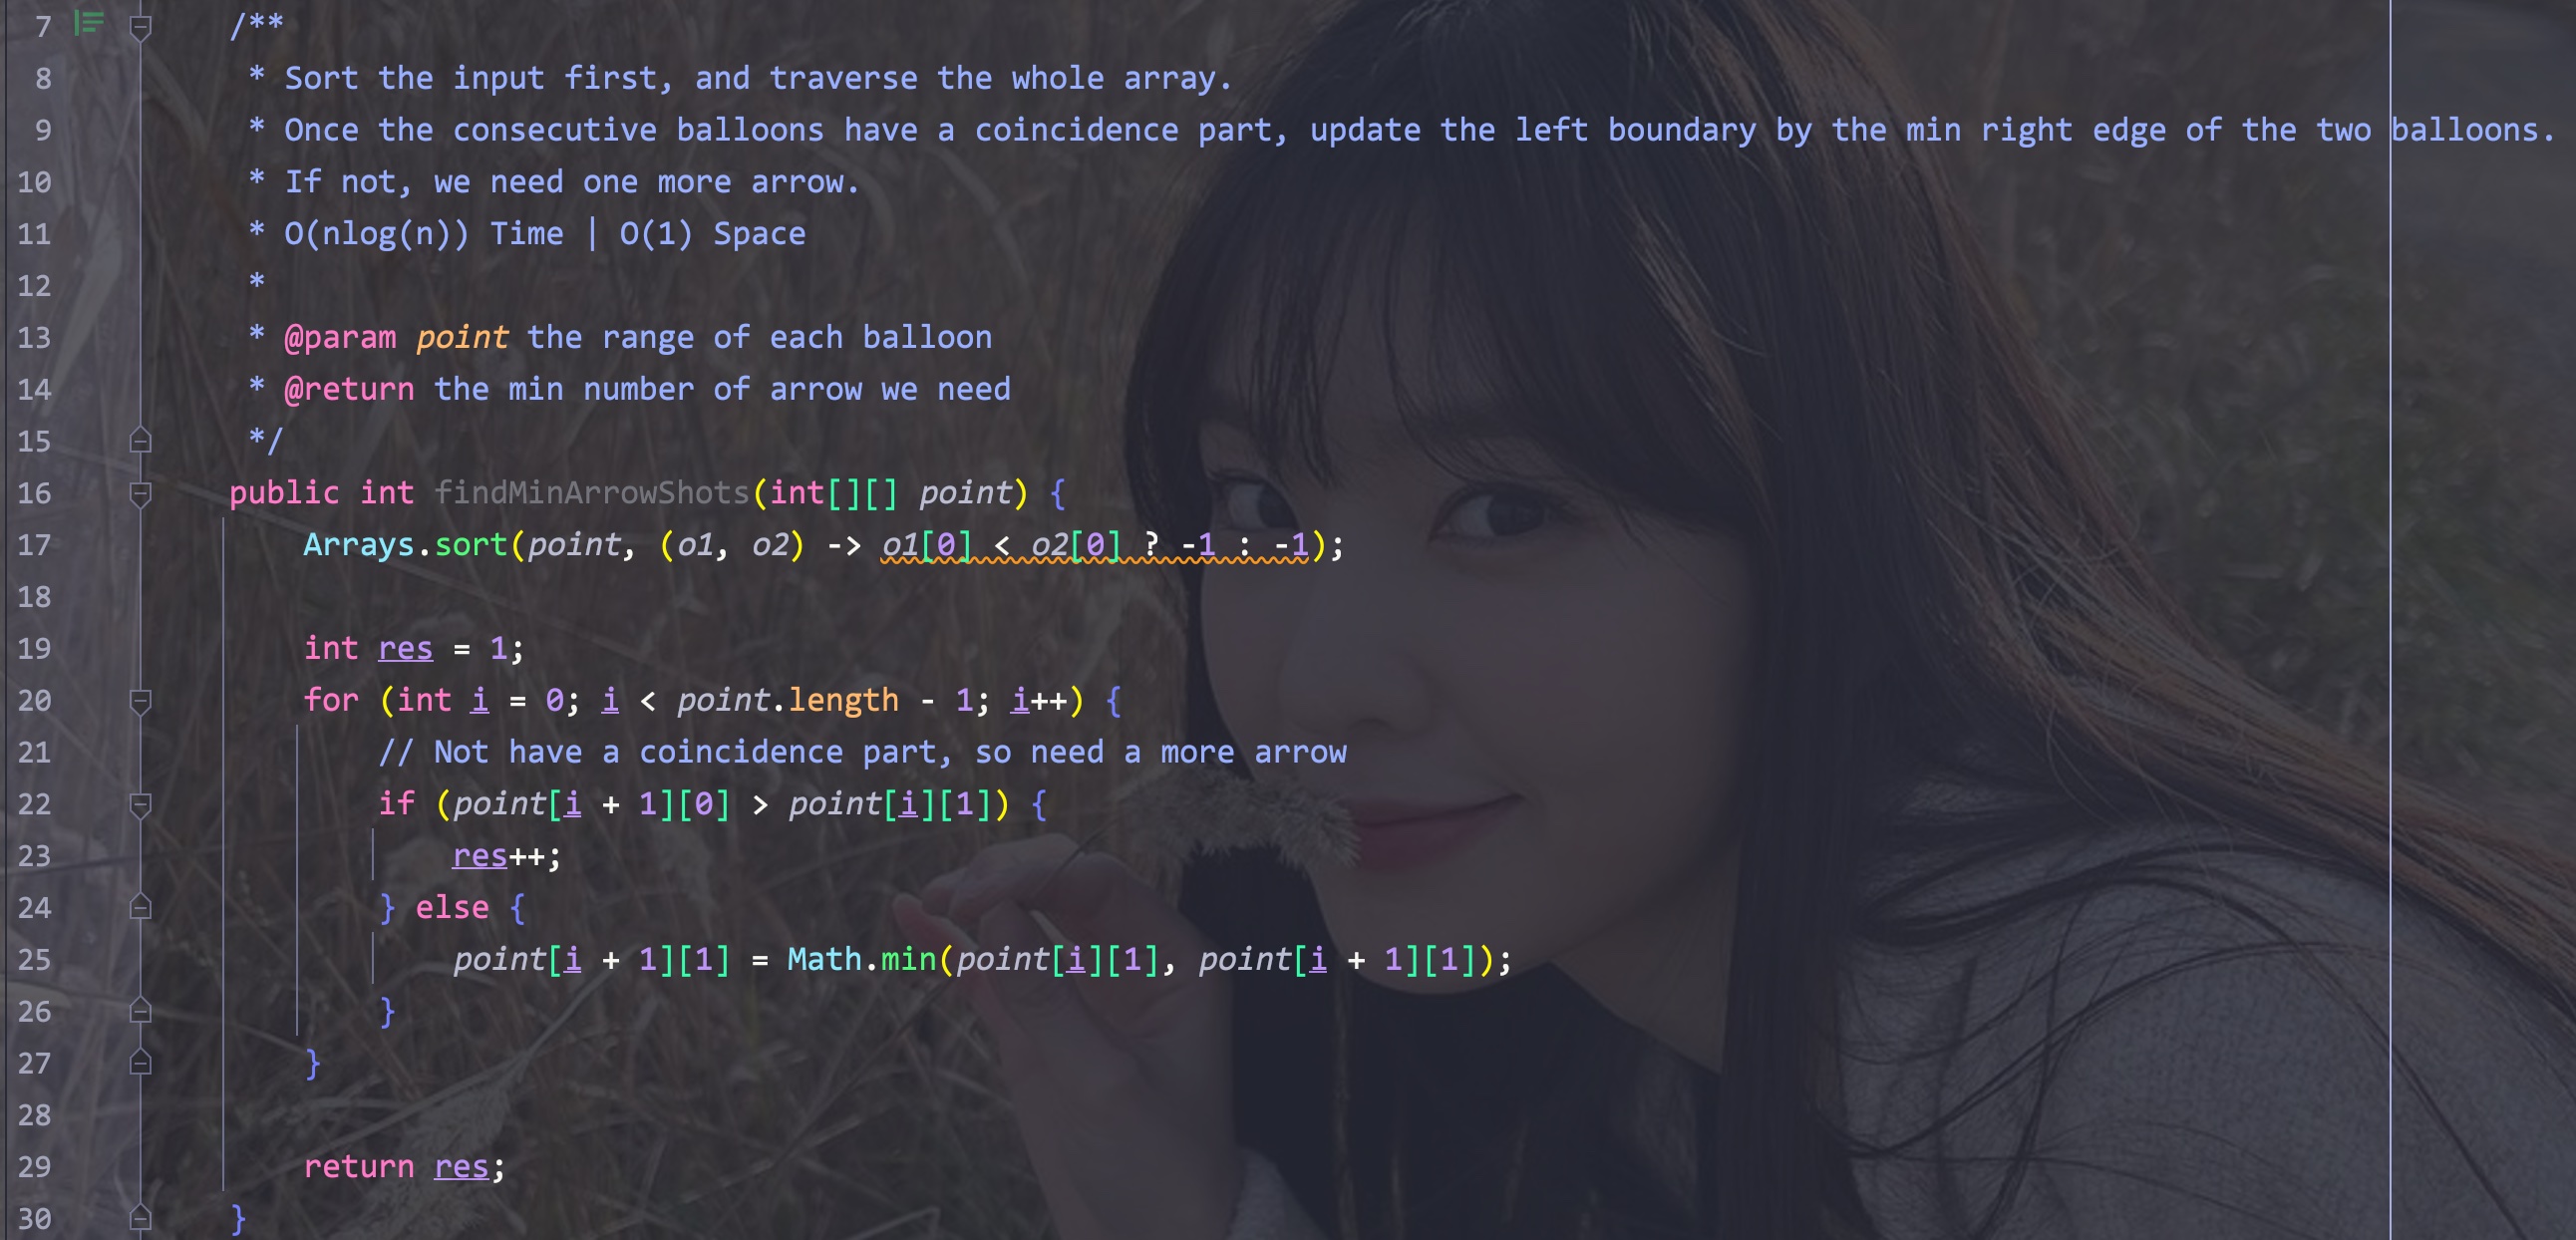 7 /**
8 * Sort the input first, and traverse the whole array.
9 * Once the consecutive balloons have a coincidence part, update the left boundary by the min right edge of the two balloons.
10 * If not, we need one more arrow.
11 * O(nlog(n)) Time | O(1) Space
12 *
13 * @param point the range of each balloon
14 * @return the min number of arrow we need
15 */
16 public int findMinArrowShots(int[][] point) {
17 Arrays.sort(point, (o1, o2) -> o1[0] < o2[0] ? -1 : -1);
18
19 int res = 1;
20 for (int i = 0; i < point.length - 1; i++) {
21 // Not have a coincidence part, so need a more arrow
22 if (point[i + 1][0] > point[i][1]) {
23 res++;
24 } else {
25 point[i + 1][1] = Math.min(point[i][1], point[i + 1][1]);
26 }
27 }
28
29 return res;
30 }